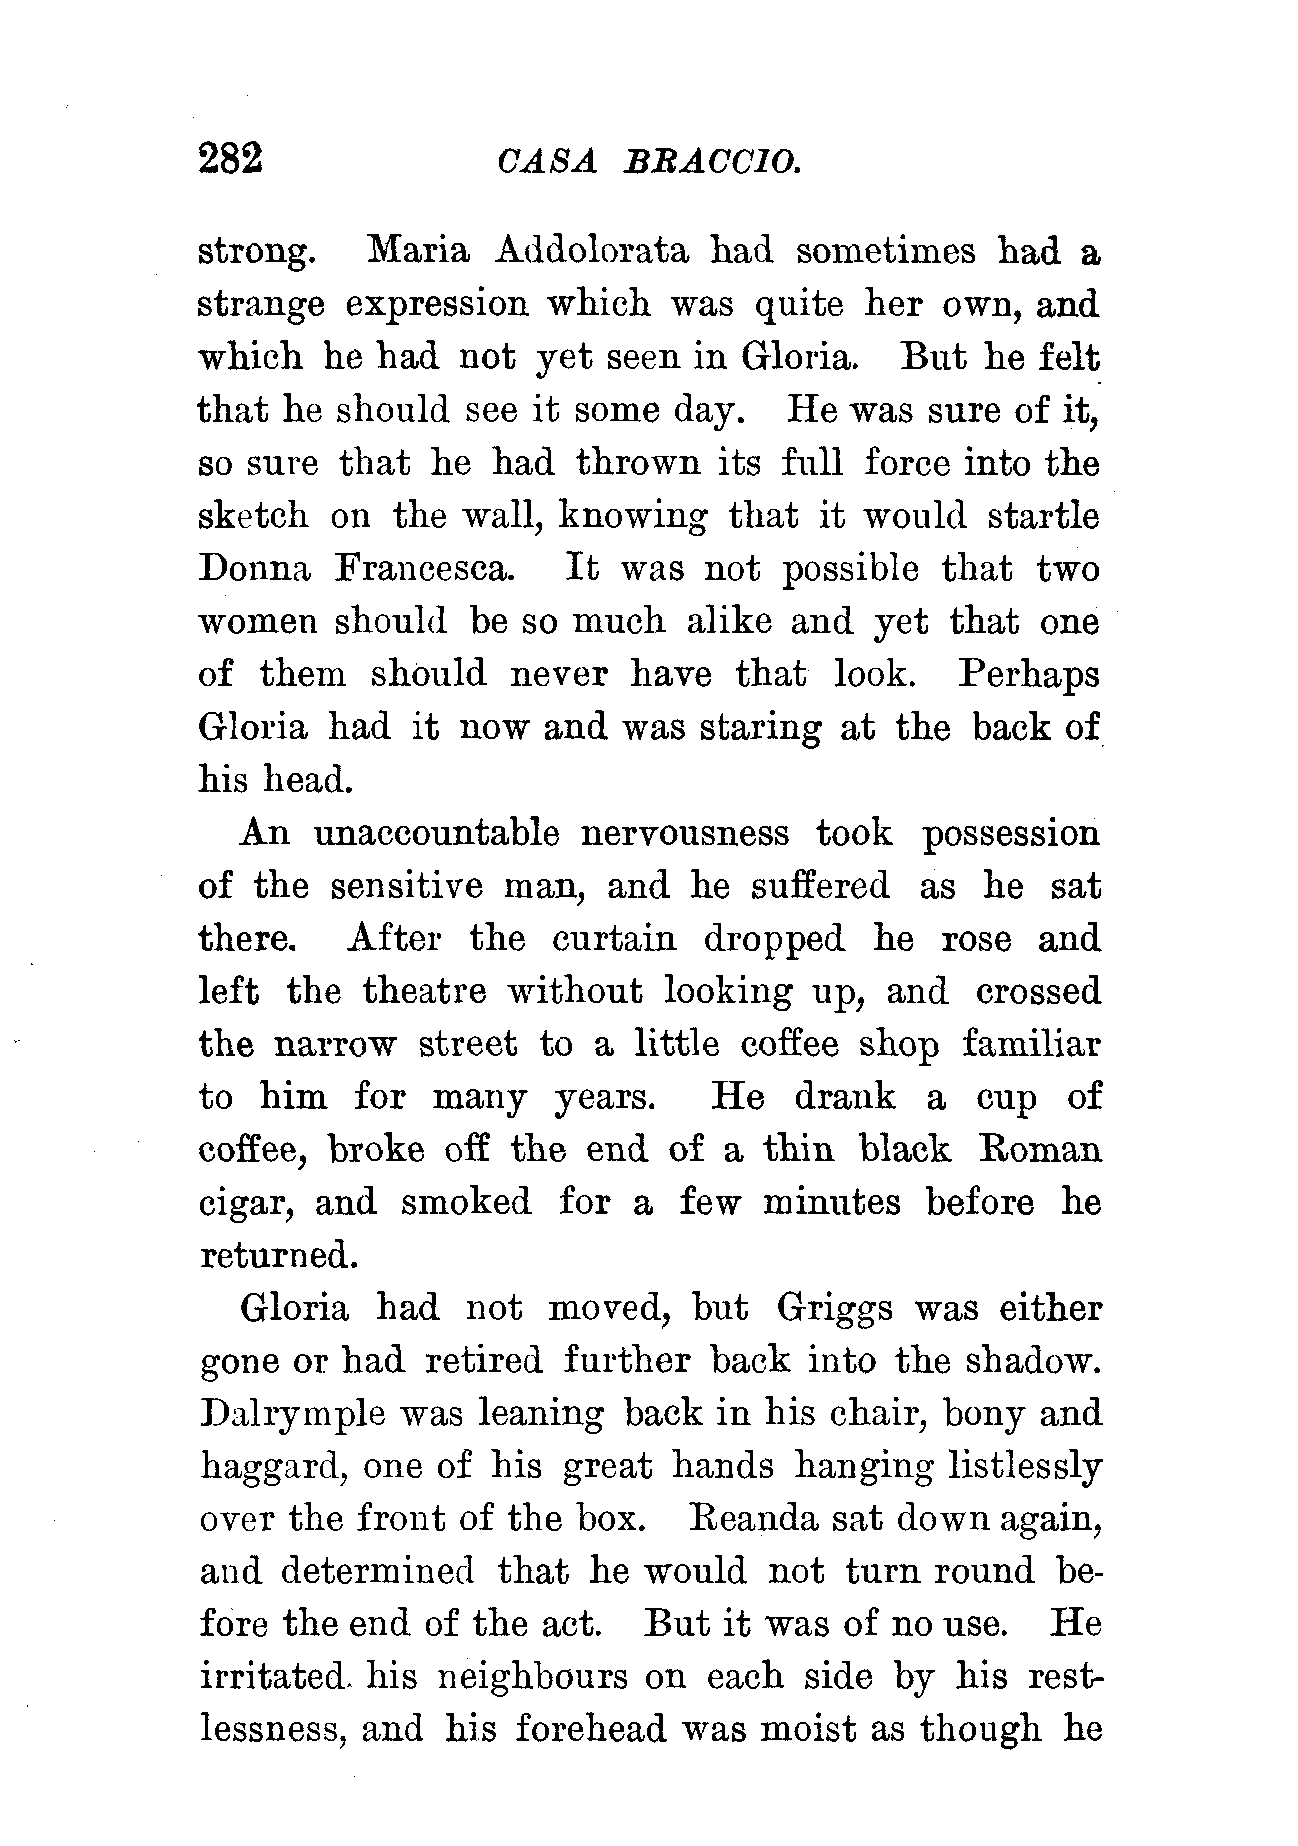 282 CASA BRACCIO.
strong. Maria Addolorata had sometimes had a
strange expression which was quite her own, and
which he had not yet seen in Gloria. But he felt
that he should see it some day. He was sure of it,
so sure that he had thrown its full force into the
sketch on the wall, knowing that it would startle
Donna Francesca. It was not possible that two
women should be so much alike and yet that one
of them should never have that look. Perhaps
Gloria had it now and was staring at the back of
his head.
An unaccountable nervousness took possession
of the sensitive man, and he suffered as he sat
there. After the curtain dropped he rose and
left the theatre without looking up, and crossed
the narrow street to a little coffee shop familiar
to him for many years. He drank a cup of
coffee, broke off the end of a thin black Roman
cigar, and smoked for a few minutes before he
returned.
Gloria had not moved, but Griggs was either
gone or had retired further back into the shadow.
Dalrymple was leaning back in his chair, bony and
haggard, one of his great hands hanging listlessly
over the front of the box. Reanda sat down again,
and determined that he would not turn round be-
fore the end of the act. But it was of no use. He
irritated his neighbours on each side by his rest-
lessness, and his forehead was moist as though he